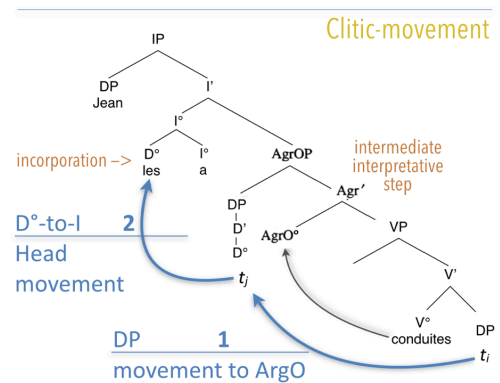 Clitic-movement
IP
DP
Jean
I'
I°
D°
les
I°
a
incorporation –>
AgrOP
intermediate
interpretative
step
DP
D'
D°
Agr'
AgrO°
VP
D°-to-I 2
Head
movement
tj
V'
V°
conduites
DP
ti
DP 1
movement to ArgO